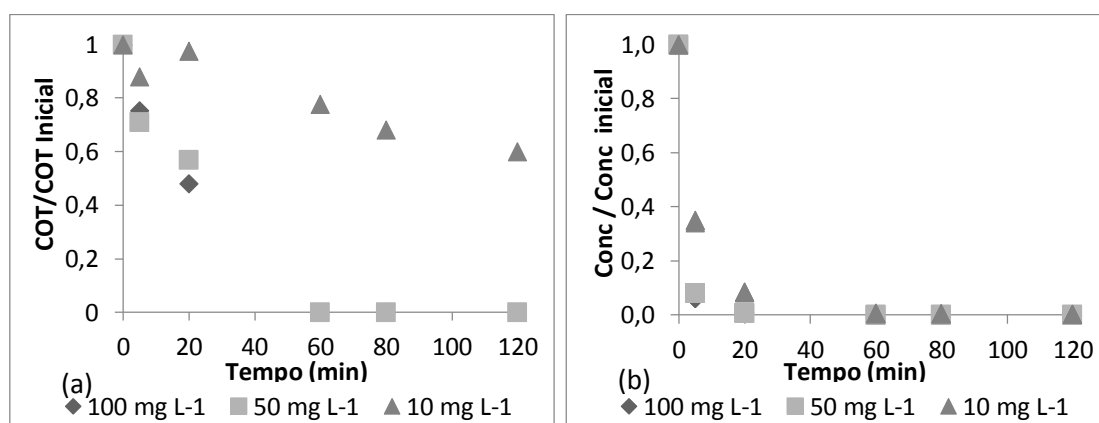 COT/COT Inicial
1
0,8
0,6
0,4
0,2
0
0 20 40 60 80 100 120
Tempo (min)
(a)
100 mg L-1 50 mg L-1 10 mg L-1
Conc / Conc inicial
1,0
0,8
0,6
0,4
0,2
0,0
0 20 40 60 80 100 120
Tempo (min)
(b)
100 mg L-1 50 mg L-1 10 mg L-1